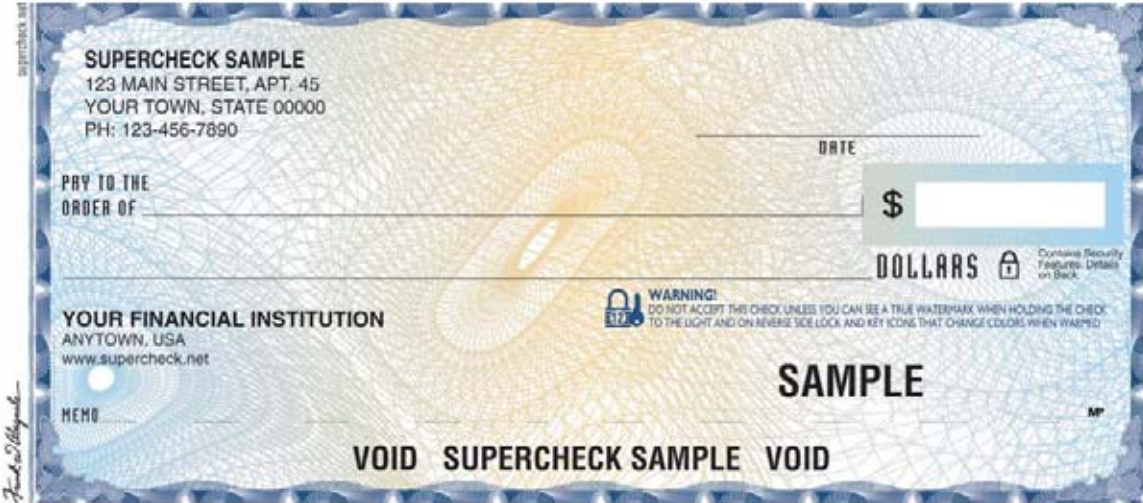 supercheck.net
SUPERCHECK SAMPLE
123 MAIN STREET, APT. 45
YOUR TOWN, STATE 00000
PH: 123-456-7890
DATE
PAY TO THE
ORDER OF
$
DOLLARS
Contains Security
Features. Details
on Back.
WARNING!
DO NOT ACCEPT THIS CHECK UNLESS YOU CAN SEE A TRUE WATERMARK WHEN HOLDING THE CHECK
TO THE LIGHT AND ON REVERSE SIDE LOCK AND KEY ICONS THAT CHANGE COLORS WHEN WARMED
YOUR FINANCIAL INSTITUTION
ANYTOWN, USA
www.supercheck.net
SAMPLE
MEMO
MP
VOID SUPERCHECK SAMPLE VOID